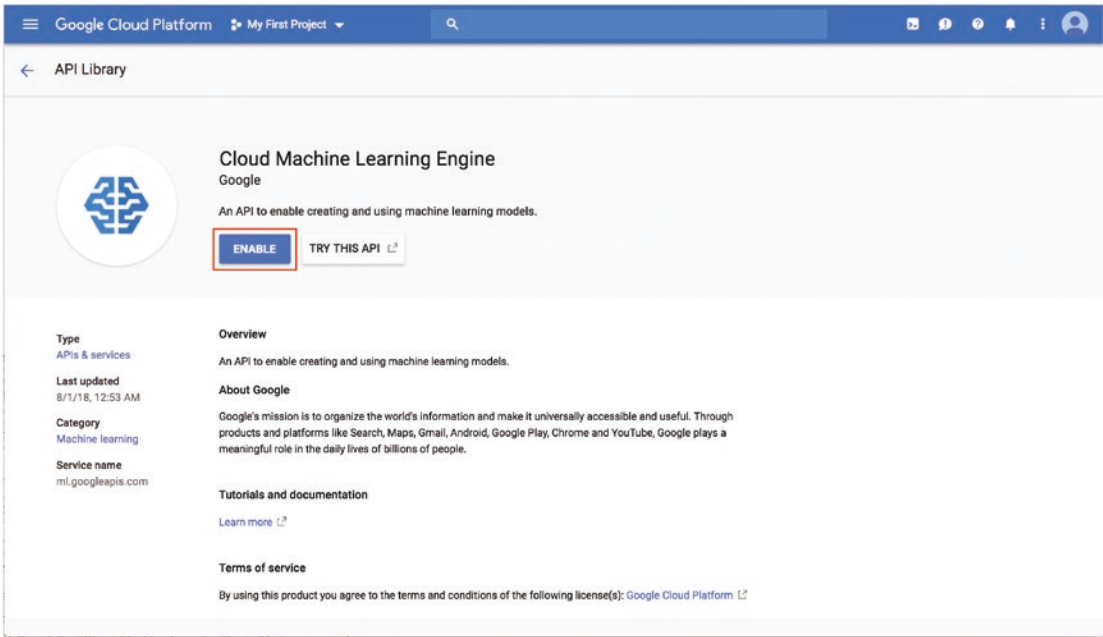 Google Cloud Platform My First Project
API Library
Cloud Machine Learning Engine
Google
An API to enable creating and using machine learning models.
ENABLE TRY THIS API
Type
APIs & services
Last updated
8/1/18, 12:53 AM
Category
Machine learning
Service name
ml.googleapis.com
Overview
An API to enable creating and using machine learning models.
About Google
Google's mission is to organize the world's information and make it universally accessible and useful. Through
products and platforms like Search, Maps, Gmail, Android, Google Play, Chrome and YouTube, Google plays a
meaningful role in the daily lives of billions of people.
Tutorials and documentation
Learn more
Terms of service
By using this product you agree to the terms and conditions of the following license(s): Google Cloud Platform